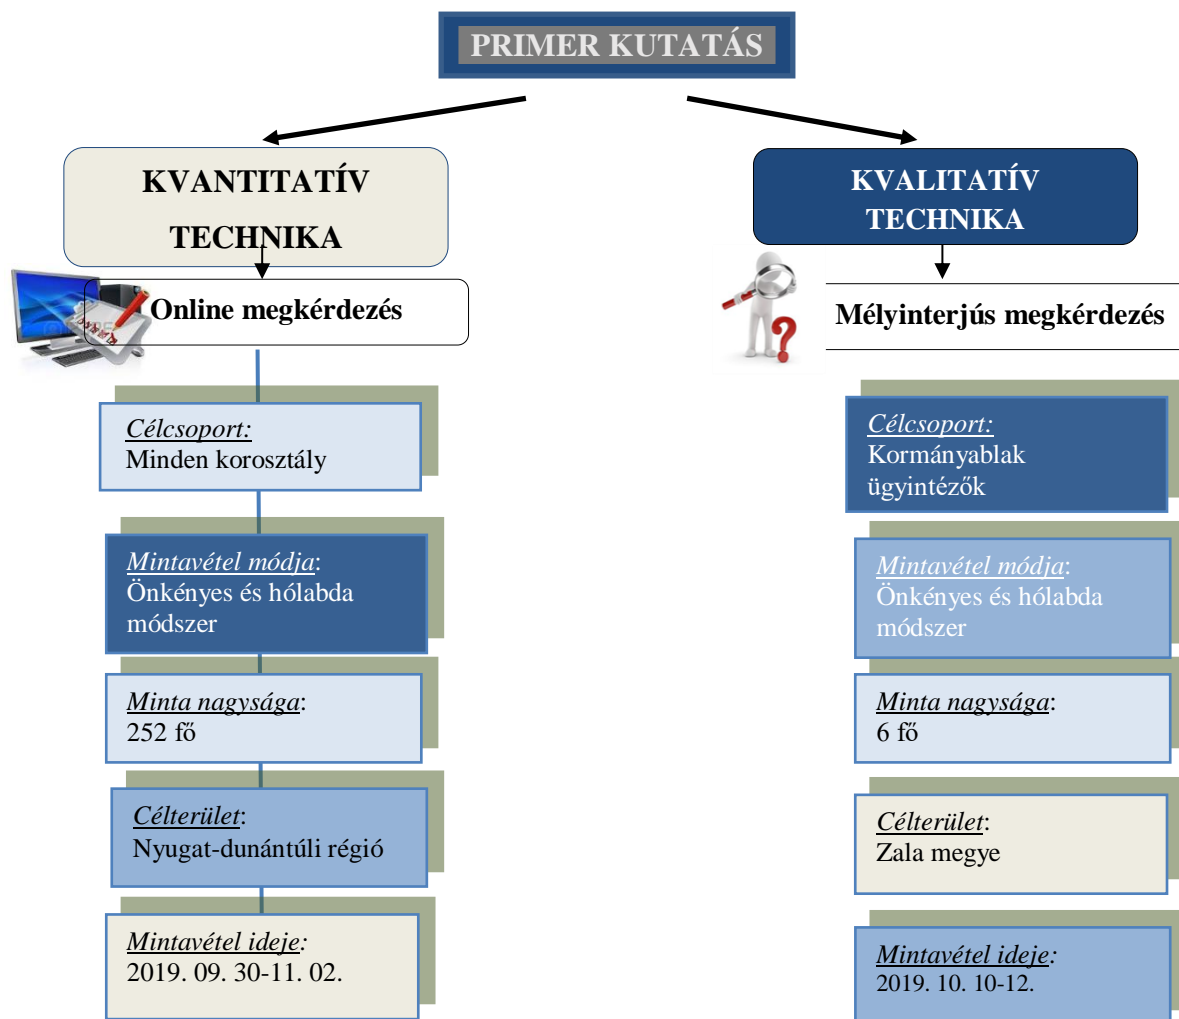 PRIMER KUTATÁS
KVANTITATÍV
TECHNIKA
Online megkérdezés
Célcsoport:
Minden korosztály
Mintavétel módja:
Önkényes és hólabda
módszer
Minta nagysága:
252 fő
Célterület:
Nyugat-dunántúli régió
Mintavétel ideje:
2019. 09. 30-11. 02.
KVALITATÍV
TECHNIKA
Mélyinterjús megkérdezés
Célcsoport:
Kormányablak
ügyintézők
Mintavétel módja:
Önkényes és hólabda
módszer
Minta nagysága:
6 fő
Célterület:
Zala megye
Mintavétel ideje:
2019. 10. 10-12.